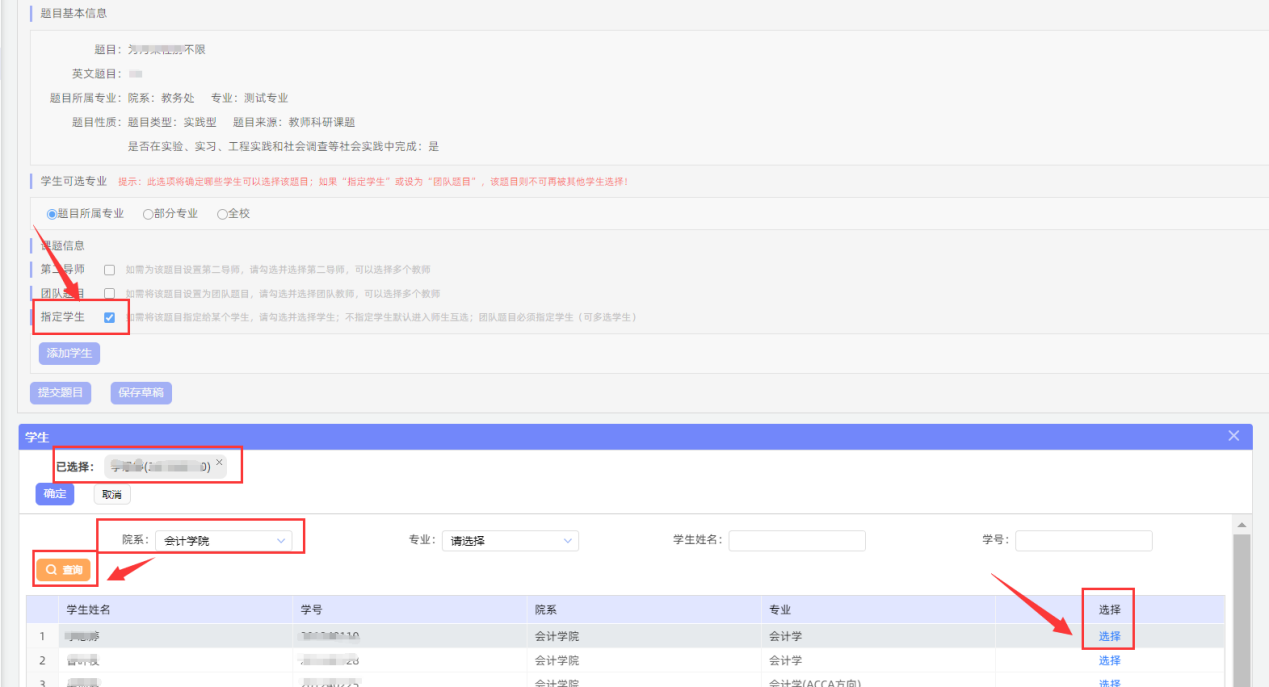 题目基本信息
题目： 不限
英文题目：
题目所属专业：院系：教务处 专业：测试专业
题目性质：题目类型：实践型 题目来源：教师科研课题
是否在实验、实习、工程实践和社会调查等社会实践中完成：是
学生可选专业 提示：此选项将确定哪些学生可以选择该题目；如果“指定学生”或设为“团队题目”，该题目则不可再被其他学生选择！
题目所属专业 部分专业 全校
课题信息
第二导师 如需为该题目设置第二导师，请勾选并选择第二导师，可以选择多个教师
团队题目 如需将该题目设置为团队题目，请勾选并选择团队教师，可以选择多个教师
指定学生 如需将该题目指定给某个学生，请勾选并选择学生；不指定学生默认进入师生互选；团队题目必须指定学生（可多选学生）
添加学生
提交题目 保存草稿
学生
已选择：
确定 取消
院系：会计学院 专业：请选择 学生姓名： 学号：
查询
学生姓名 学号 院系 专业 选择
1 会计学院 会计学 选择
2 会计学院 会计学 选择
3 会计学院 会计学(ACCA方向) 选择